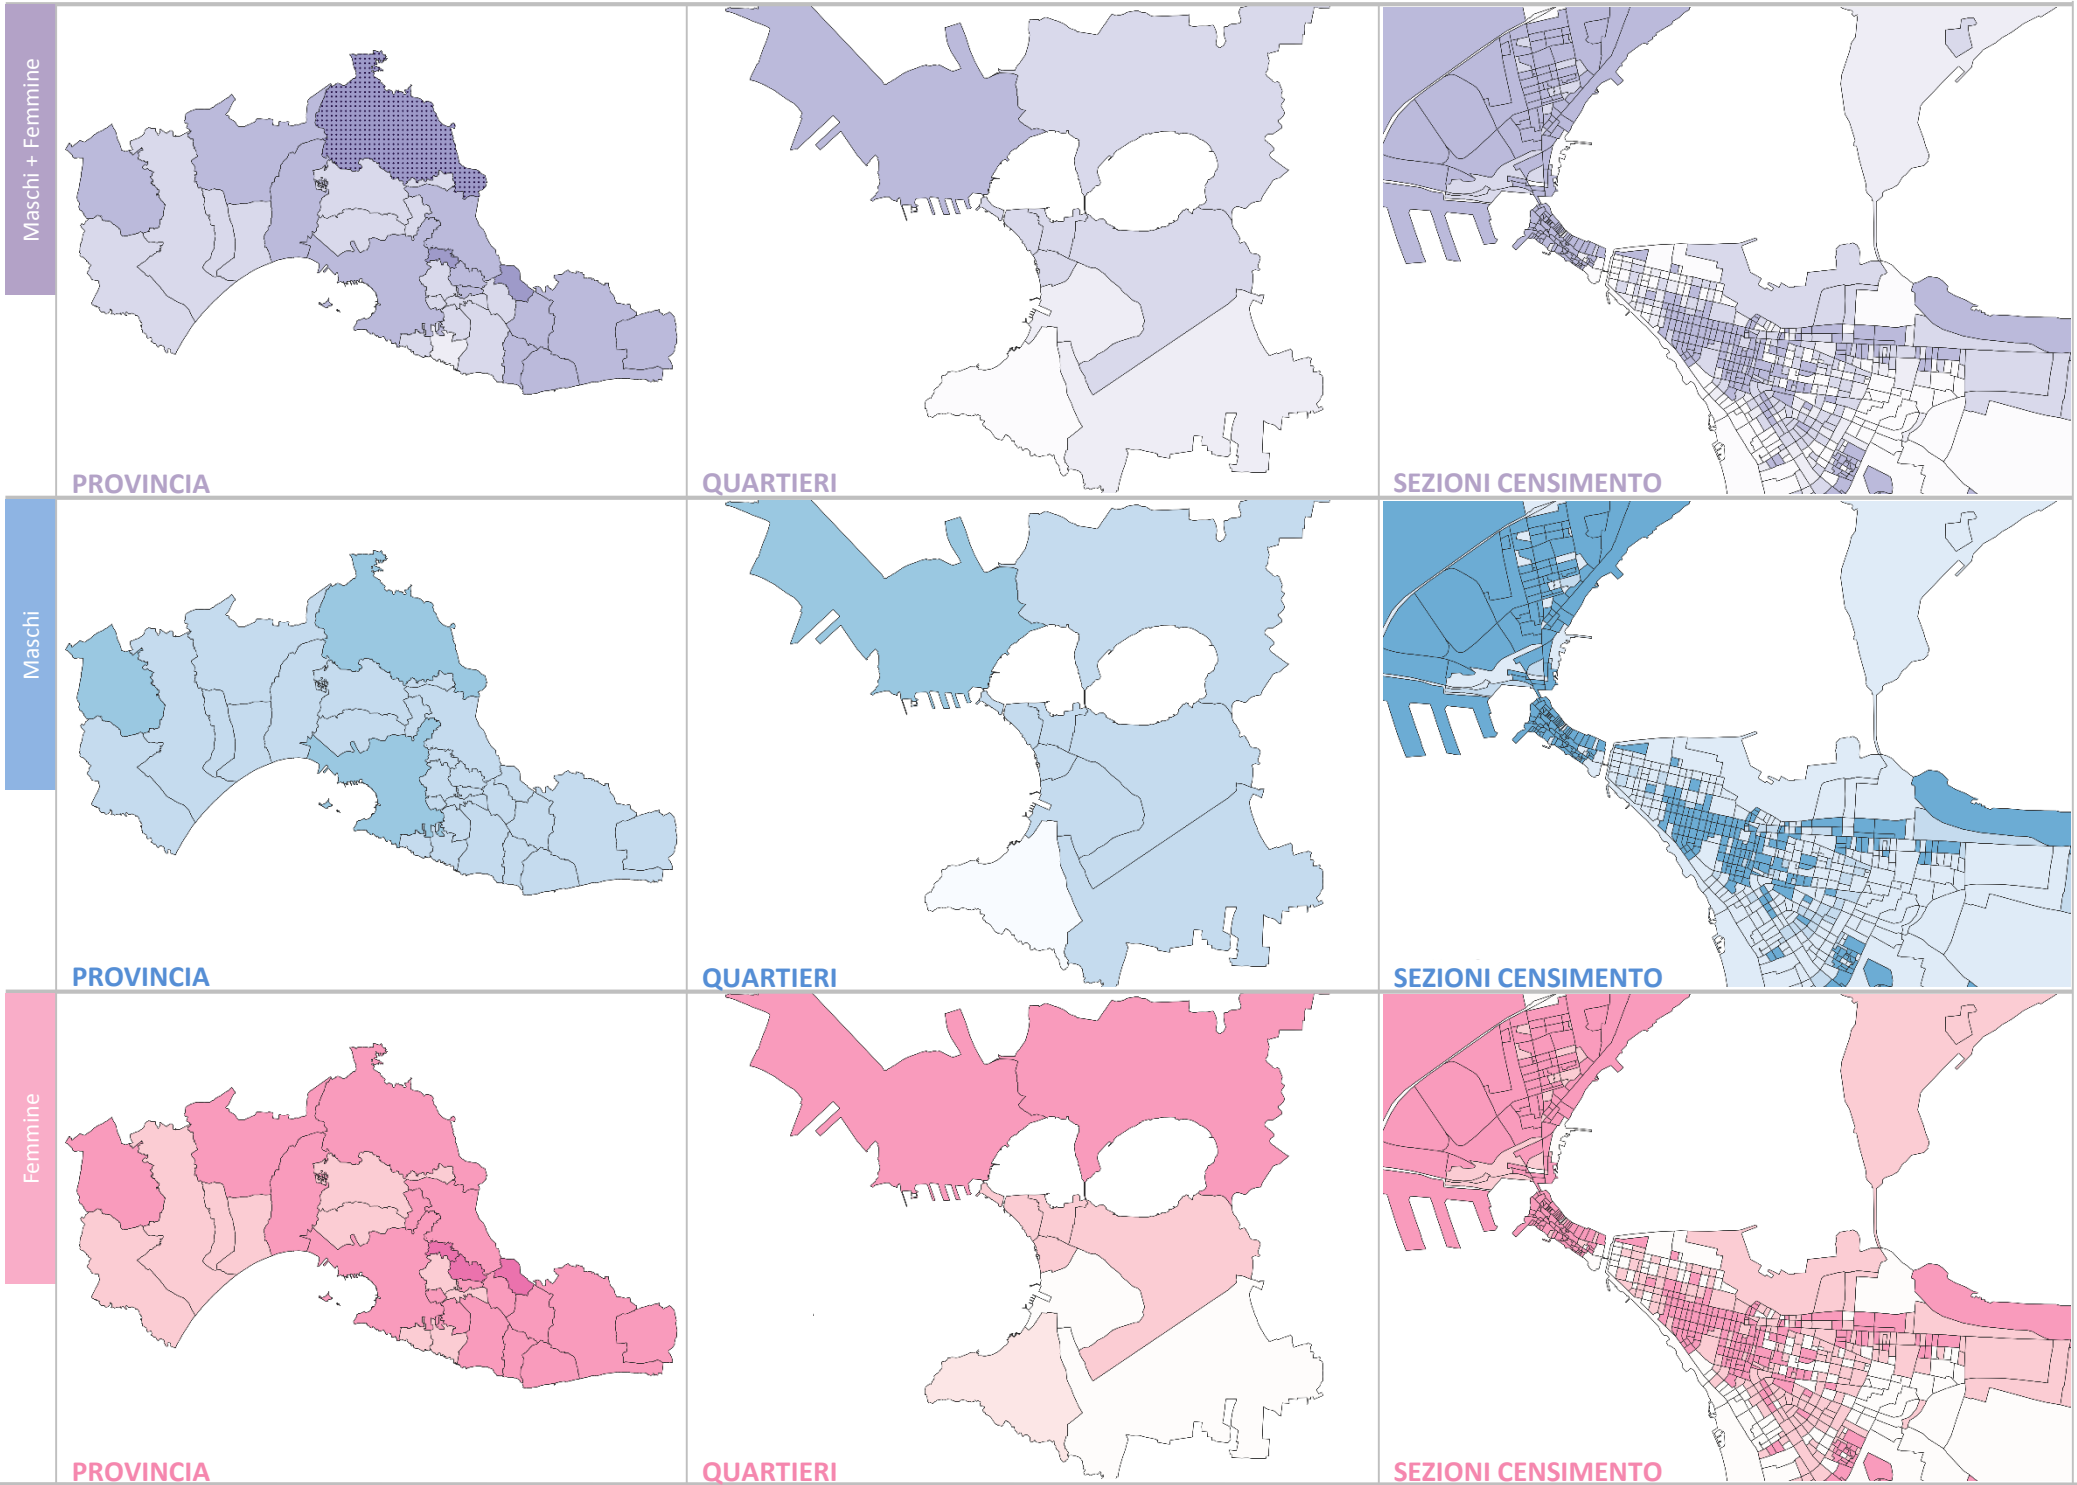 Maschi + Femmine
PROVINCIA
QUARTIERI
SEZIONI CENSIMENTO
Maschi
PROVINCIA
QUARTIERI
SEZIONI CENSIMENTO
Femmine
PROVINCIA
QUARTIERI
SEZIONI CENSIMENTO